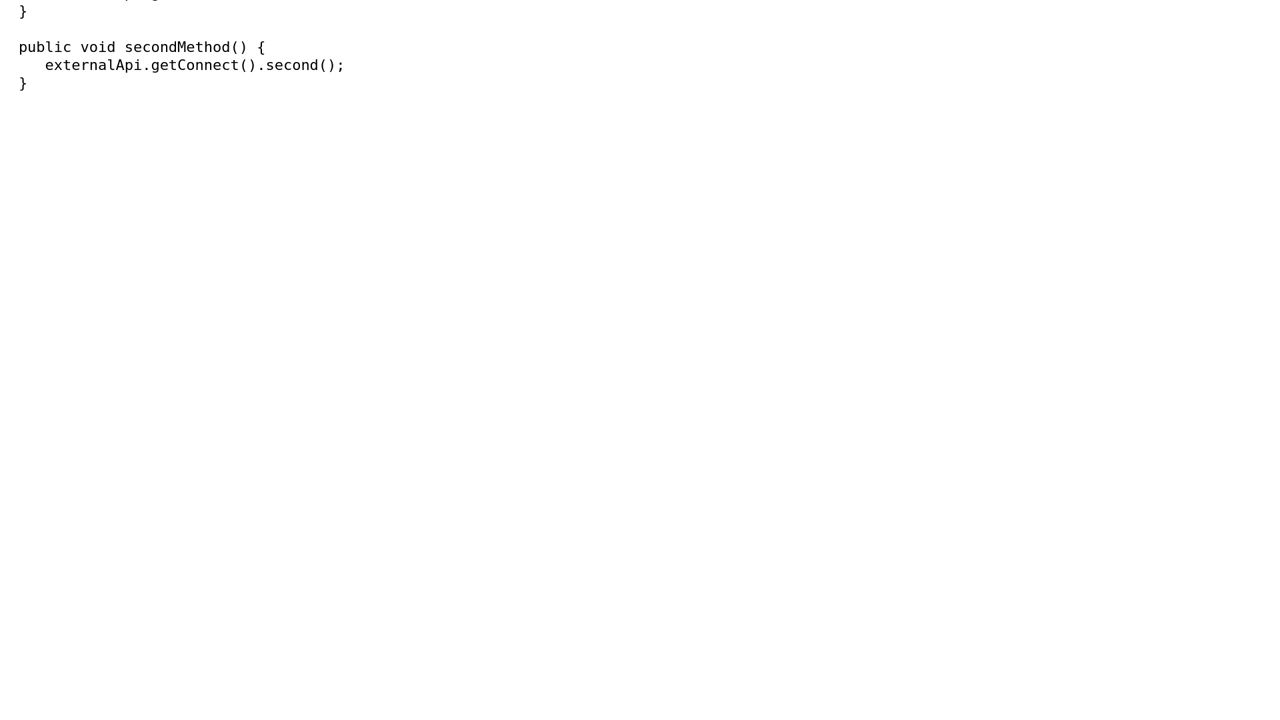 }

public void secondMethod() {
   externalApi.getConnect().second();
}